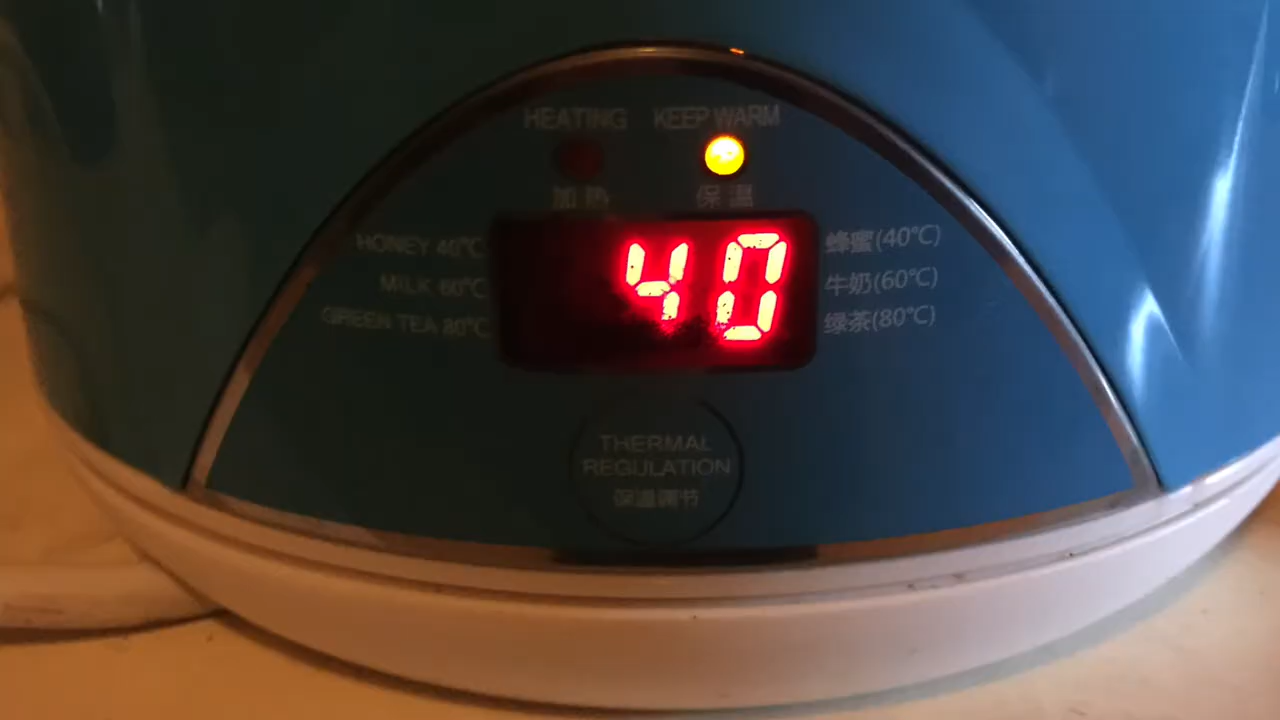 HEATING KEEP WARM
加热 保温
HONEY 40℃ 40 蜂蜜(40℃)
MILK 60℃ 牛奶(60℃)
GREEN TEA 80℃ 绿茶(80℃)
THERMAL
REGULATION
保温调节